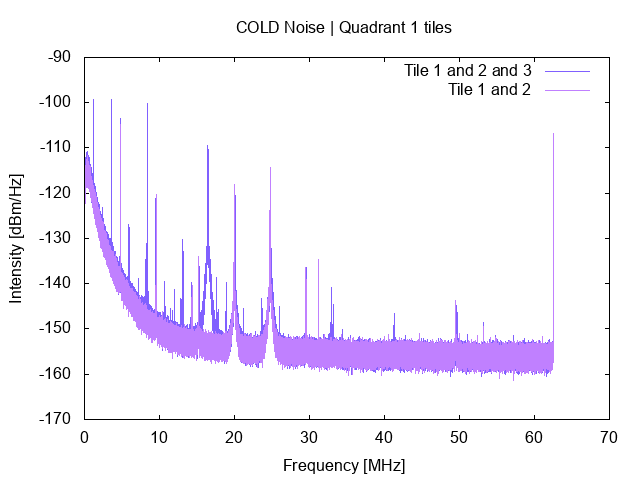 COLD Noise | Quadrant 1 tiles
-90
-100
-110
-120
-130
-140
-150
-160
-170
Intensity [dBm/Hz]
Tile 1 and 2 and 3
Tile 1 and 2
0 10 20 30 40 50 60 70
Frequency [MHz]